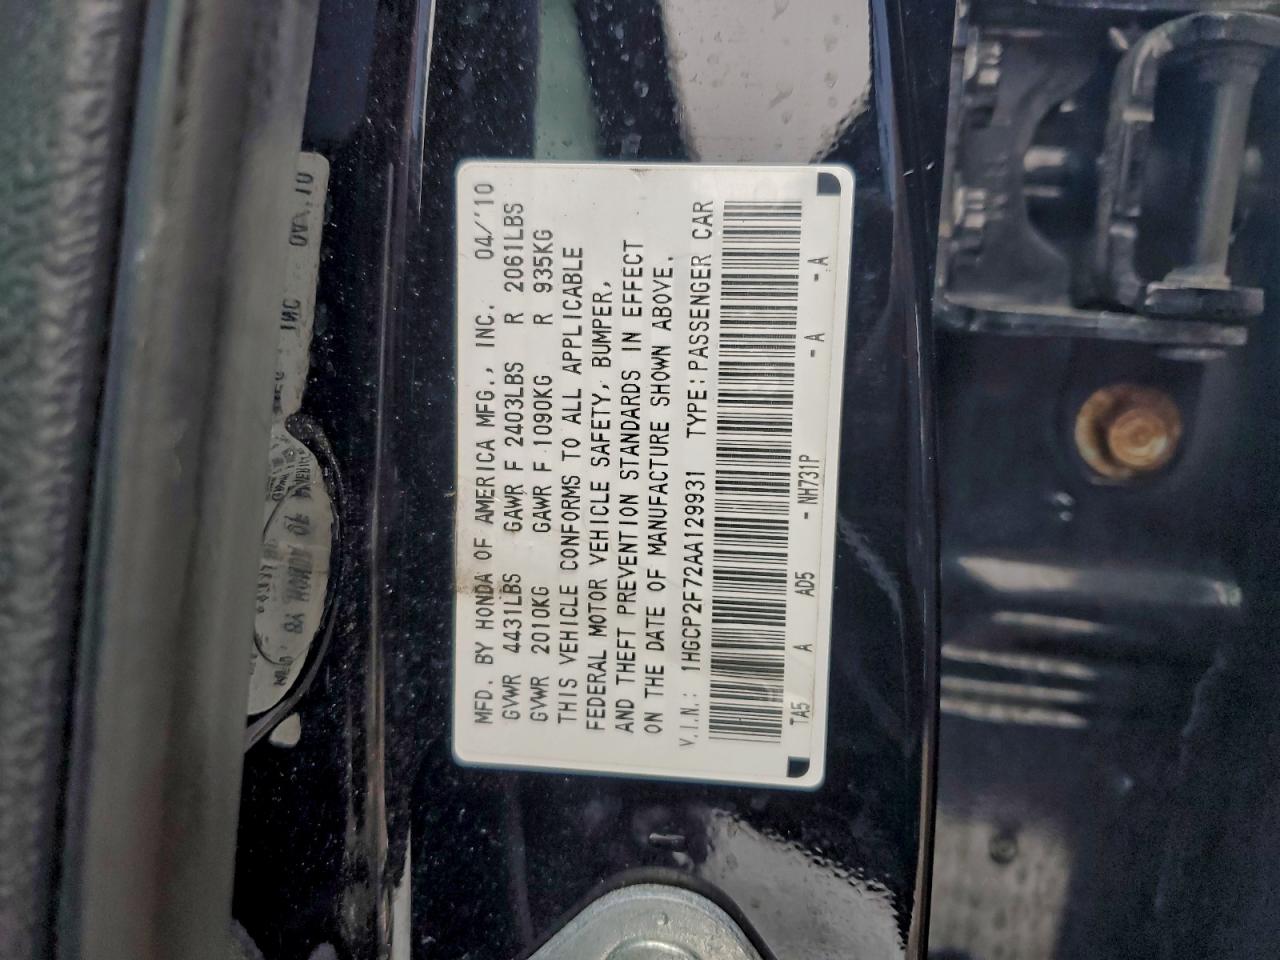 MFD. BY HONDA OF AMERICA MFG., INC. 04/'10
GVWR 4431LBS GAWR F 2403LBS R 2061LBS
GVWR 2010KG GAWR F 1090KG R 935KG
THIS VEHICLE CONFORMS TO ALL APPLICABLE
FEDERAL MOTOR VEHICLE SAFETY, BUMPER,
AND THEFT PREVENTION STANDARDS IN EFFECT
ON THE DATE OF MANUFACTURE SHOWN ABOVE.
V.I.N.: 1HGCP2F72AA129931 TYPE:PASSENGER CAR
TA5 A AD5 - NH731P - A - A